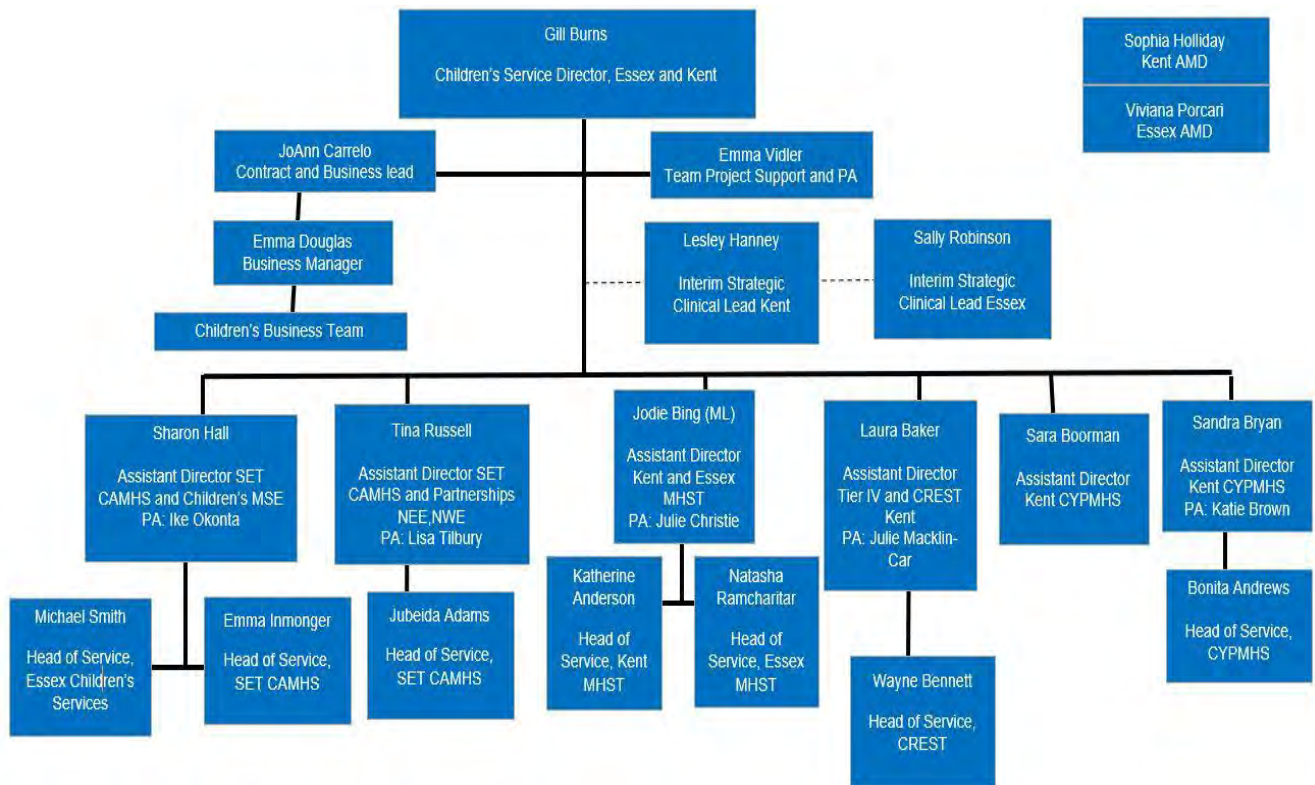 Gill Burns
Children's Service Director, Essex and Kent
Sophia Holliday
Kent AMD
Viviana Porcari
Essex AMD
JoAnn Carrelo
Contract and Business lead
Emma Vidler
Team Project Support and PA
Emma Douglas
Business Manager
Children's Business Team
Lesley Hanney
Interim Strategic
Clinical Lead Kent
Sally Robinson
Interim Strategic
Clinical Lead Essex
Sharon Hall
Assistant Director SET
CAMHS and Children's MSE
PA: Ike Okonta
Tina Russell
Assistant Director SET
CAMHS and Partnerships
NEE,NWE
PA: Lisa Tilbury
Jodie Bing (ML)
Assistant Director
Kent and Essex
MHST
PA: Julie Christie
Laura Baker
Assistant Director
Tier IV and CREST
Kent
PA: Julie Macklin-
Car
Sara Boorman
Assistant Director
Kent CYPMHS
Sandra Bryan
Assistant Director
Kent CYPMHS
PA: Katie Brown
Michael Smith
Head of Service,
Essex Children's
Services
Emma Inmonger
Head of Service,
SET CAMHS
Jubeida Adams
Head of Service,
SET CAMHS
Katherine
Anderson
Head of
Service, Kent
MHST
Natasha
Ramcharitar
Head of
Service, Essex
MHST
Wayne Bennett
Head of Service,
CREST
Bonita Andrews
Head of Service,
CYPMHS